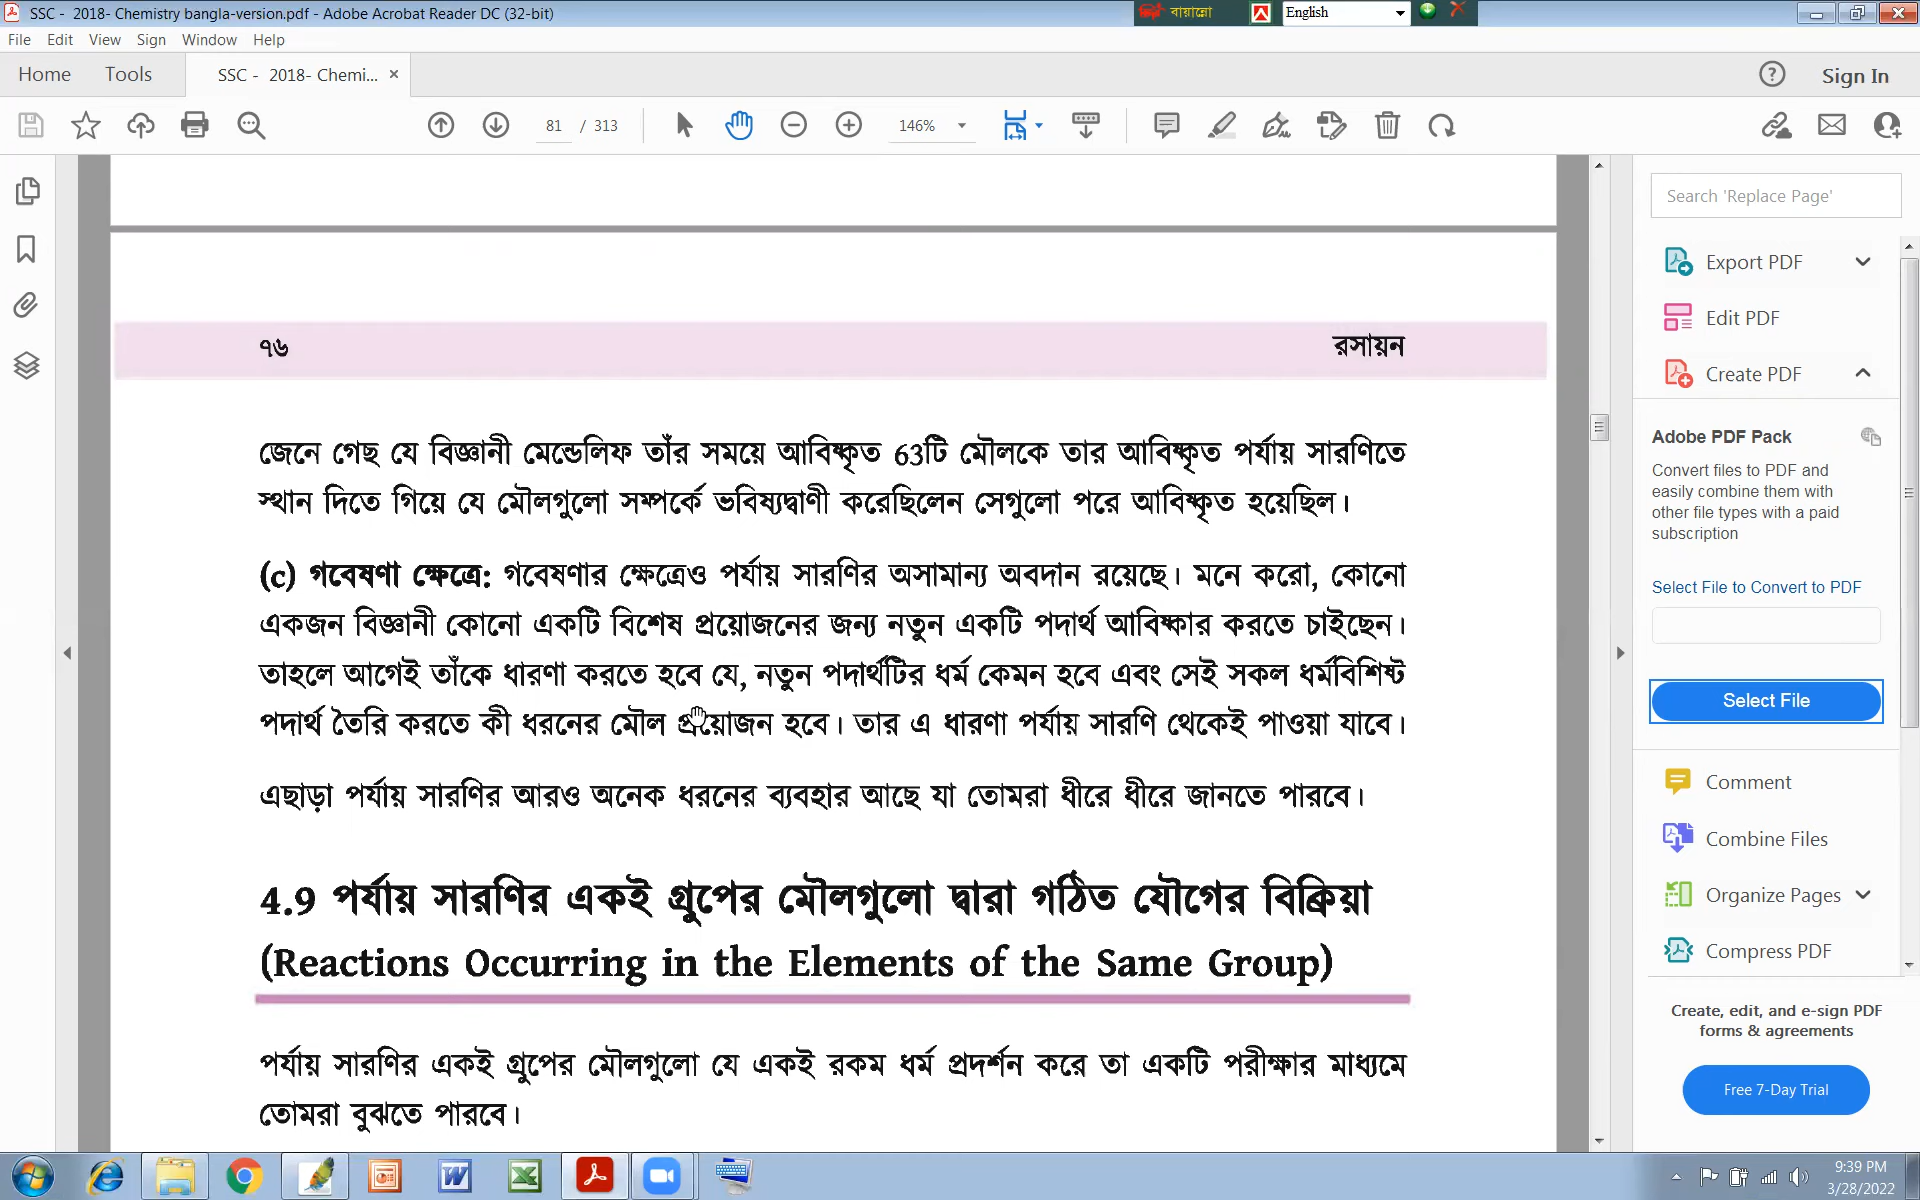 SSC - 2018- Chemistry bangla-version.pdf - Adobe Acrobat Reader DC (32-bit)
বায়ান্নো
English
File Edit View Sign Window Help
Home Tools SSC - 2018- Chemi... ×
Sign In
81 / 313
146%
Search 'Replace Page'
Export PDF
Edit PDF
Create PDF
Adobe PDF Pack
Convert files to PDF and
easily combine them with
other file types with a paid
subscription
Select File to Convert to PDF
Select File
Comment
Combine Files
Organize Pages
Compress PDF
Create, edit, and e-sign PDF
forms & agreements
Free 7-Day Trial
৭৬ রসায়ন
জেনে গেছ যে বিজ্ঞানী মেন্ডেলিফ তাঁর সময়ে আবিষ্কৃত 63টি মৌলকে তার আবিষ্কৃত পর্যায় সারণিতে
স্থান দিতে গিয়ে যে মৌলগুলো সম্পর্কে ভবিষ্যদ্বাণী করেছিলেন সেগুলো পরে আবিষ্কৃত হয়েছিল।
(c) গবেষণা ক্ষেত্রে: গবেষণার ক্ষেত্রেও পর্যায় সারণির অসামান্য অবদান রয়েছে। মনে করো, কোনো
একজন বিজ্ঞানী কোনো একটি বিশেষ প্রয়োজনের জন্য নতুন একটি পদার্থ আবিষ্কার করতে চাইছেন।
তাহলে আগেই তাঁকে ধারণা করতে হবে যে, নতুন পদার্থটির ধর্ম কেমন হবে এবং সেই সকল ধর্মবিশিষ্ট
পদার্থ তৈরি করতে কী ধরনের মৌল প্রয়োজন হবে। তার এ ধারণা পর্যায় সারণি থেকেই পাওয়া যাবে।
এছাড়া পর্যায় সারণির আরও অনেক ধরনের ব্যবহার আছে যা তোমরা ধীরে ধীরে জানতে পারবে।
4.9 পর্যায় সারণির একই গ্রুপের মৌলগুলো দ্বারা গঠিত যৌগের বিক্রিয়া
(Reactions Occurring in the Elements of the Same Group)
পর্যায় সারণির একই গ্রুপের মৌলগুলো যে একই রকম ধর্ম প্রদর্শন করে তা একটি পরীক্ষার মাধ্যমে
তোমরা বুঝতে পারবে।
9:39 PM
3/28/2022